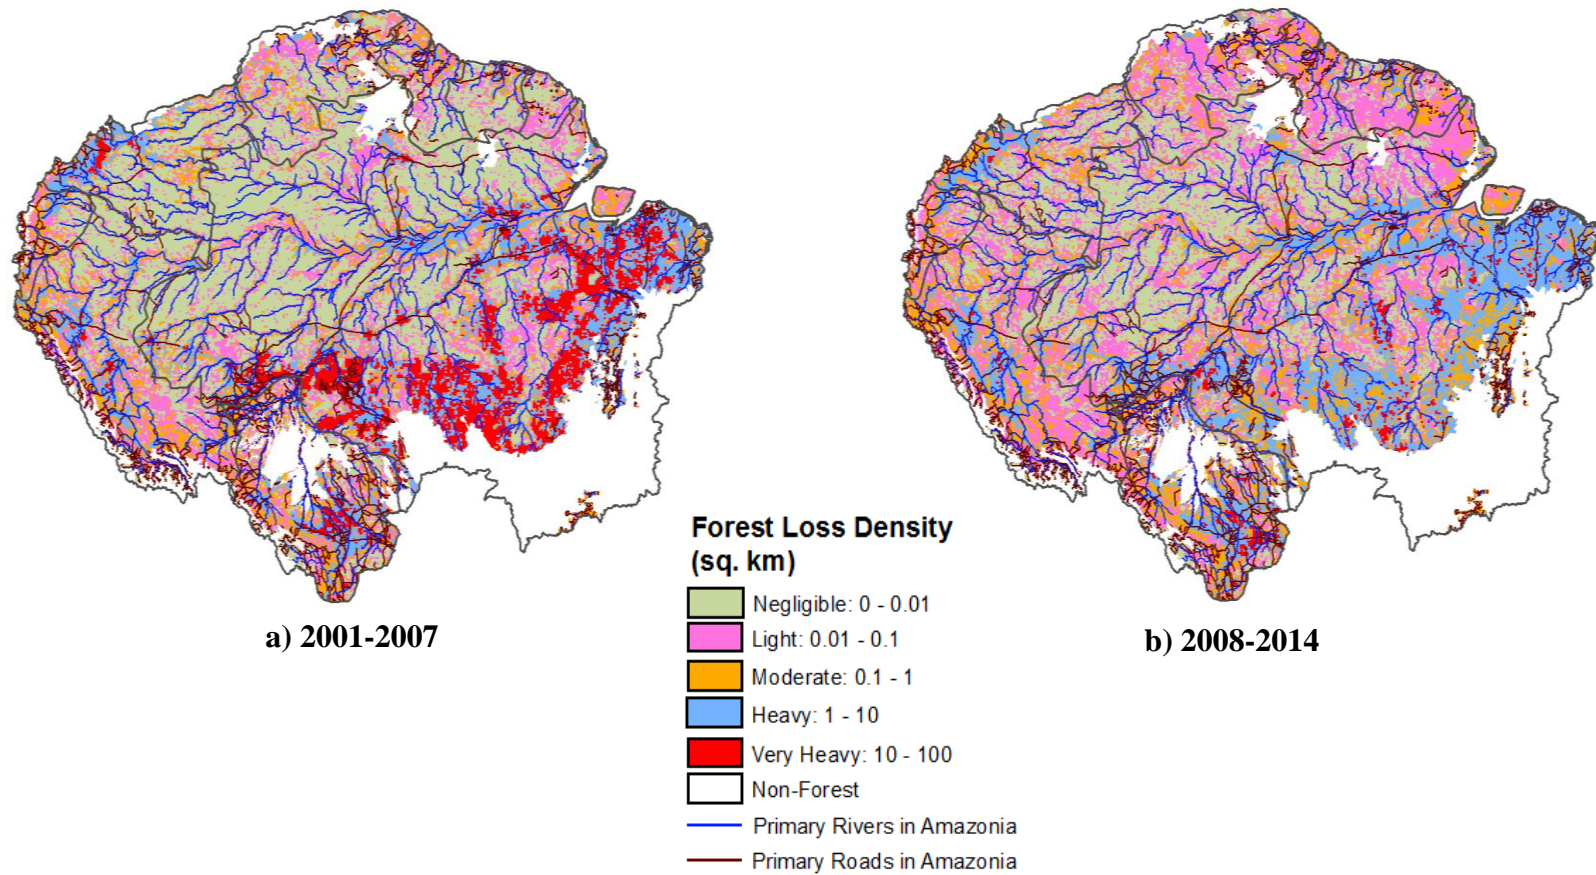 Forest Loss Density
(sq. km)
Negligible: 0 - 0.01
Light: 0.01 - 0.1
Moderate: 0.1 - 1
Heavy: 1 - 10
Very Heavy: 10 - 100
Non-Forest
Primary Rivers in Amazonia
Primary Roads in Amazonia
a) 2001-2007
b) 2008-2014